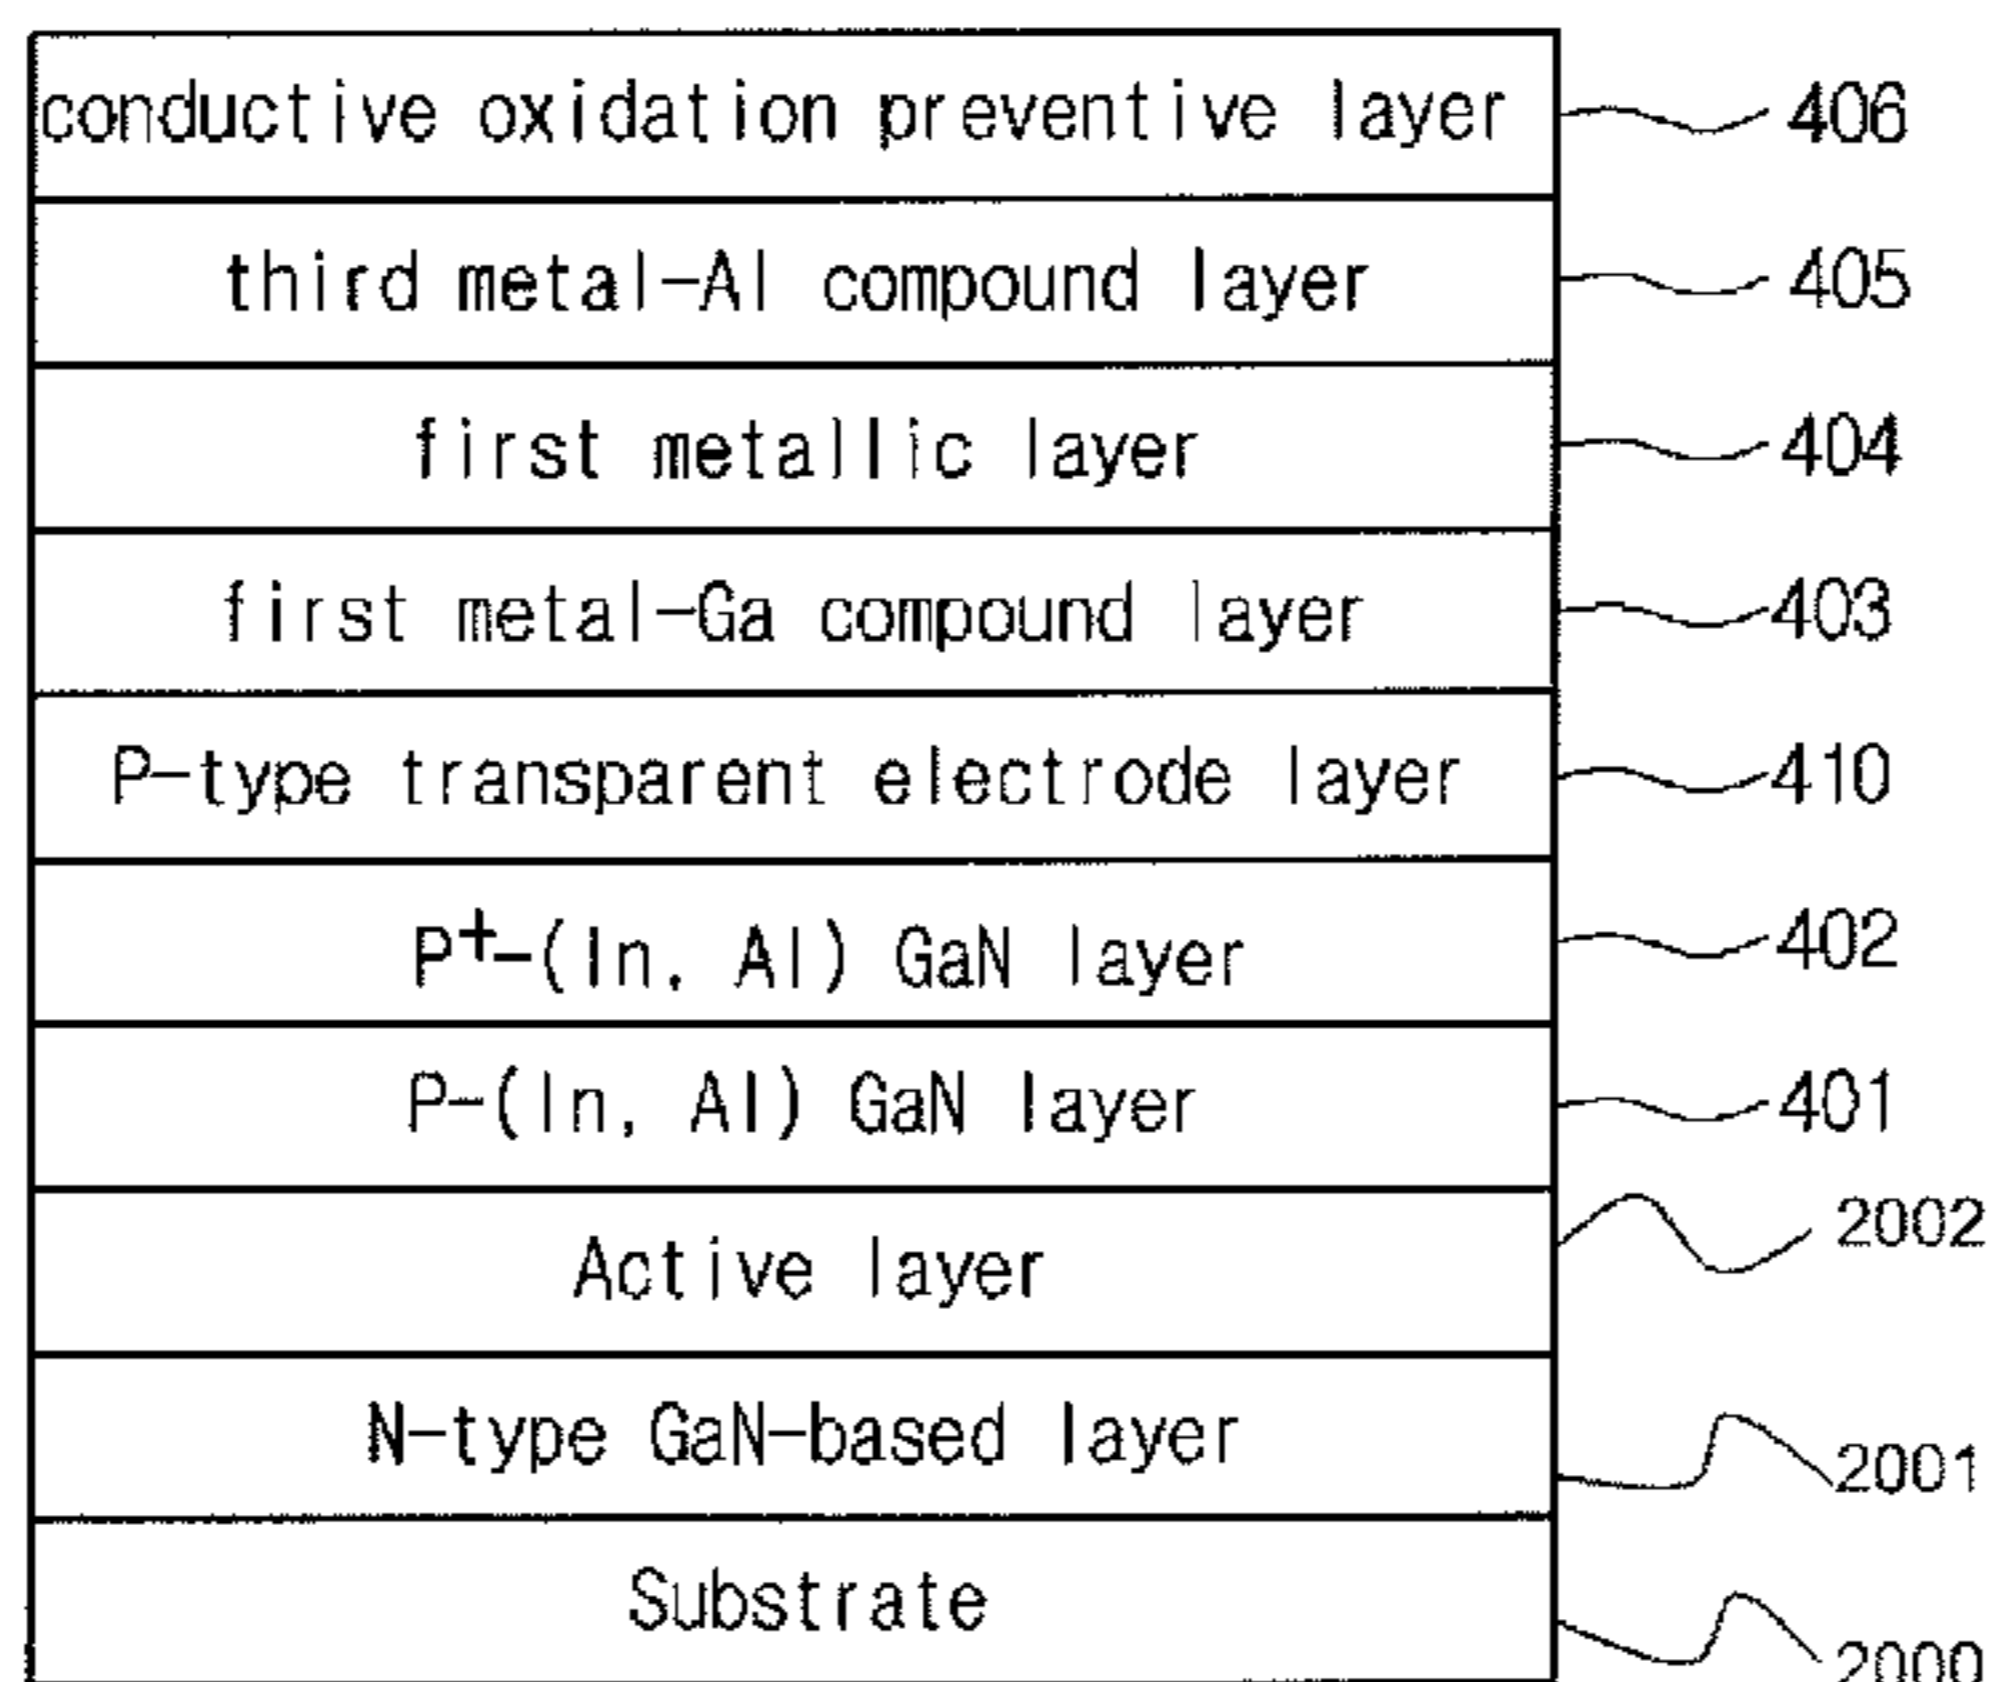 conductive oxidation preventive layer 406
third metal-Al compound layer 405
first metallic layer 404
first metal-Ga compound layer 403
P-type transparent electrode layer 410
P+-(In, Al) GaN layer 402
P-(In, Al) GaN layer 401
Active layer 2002
N-type GaN-based layer 2001
Substrate 2000